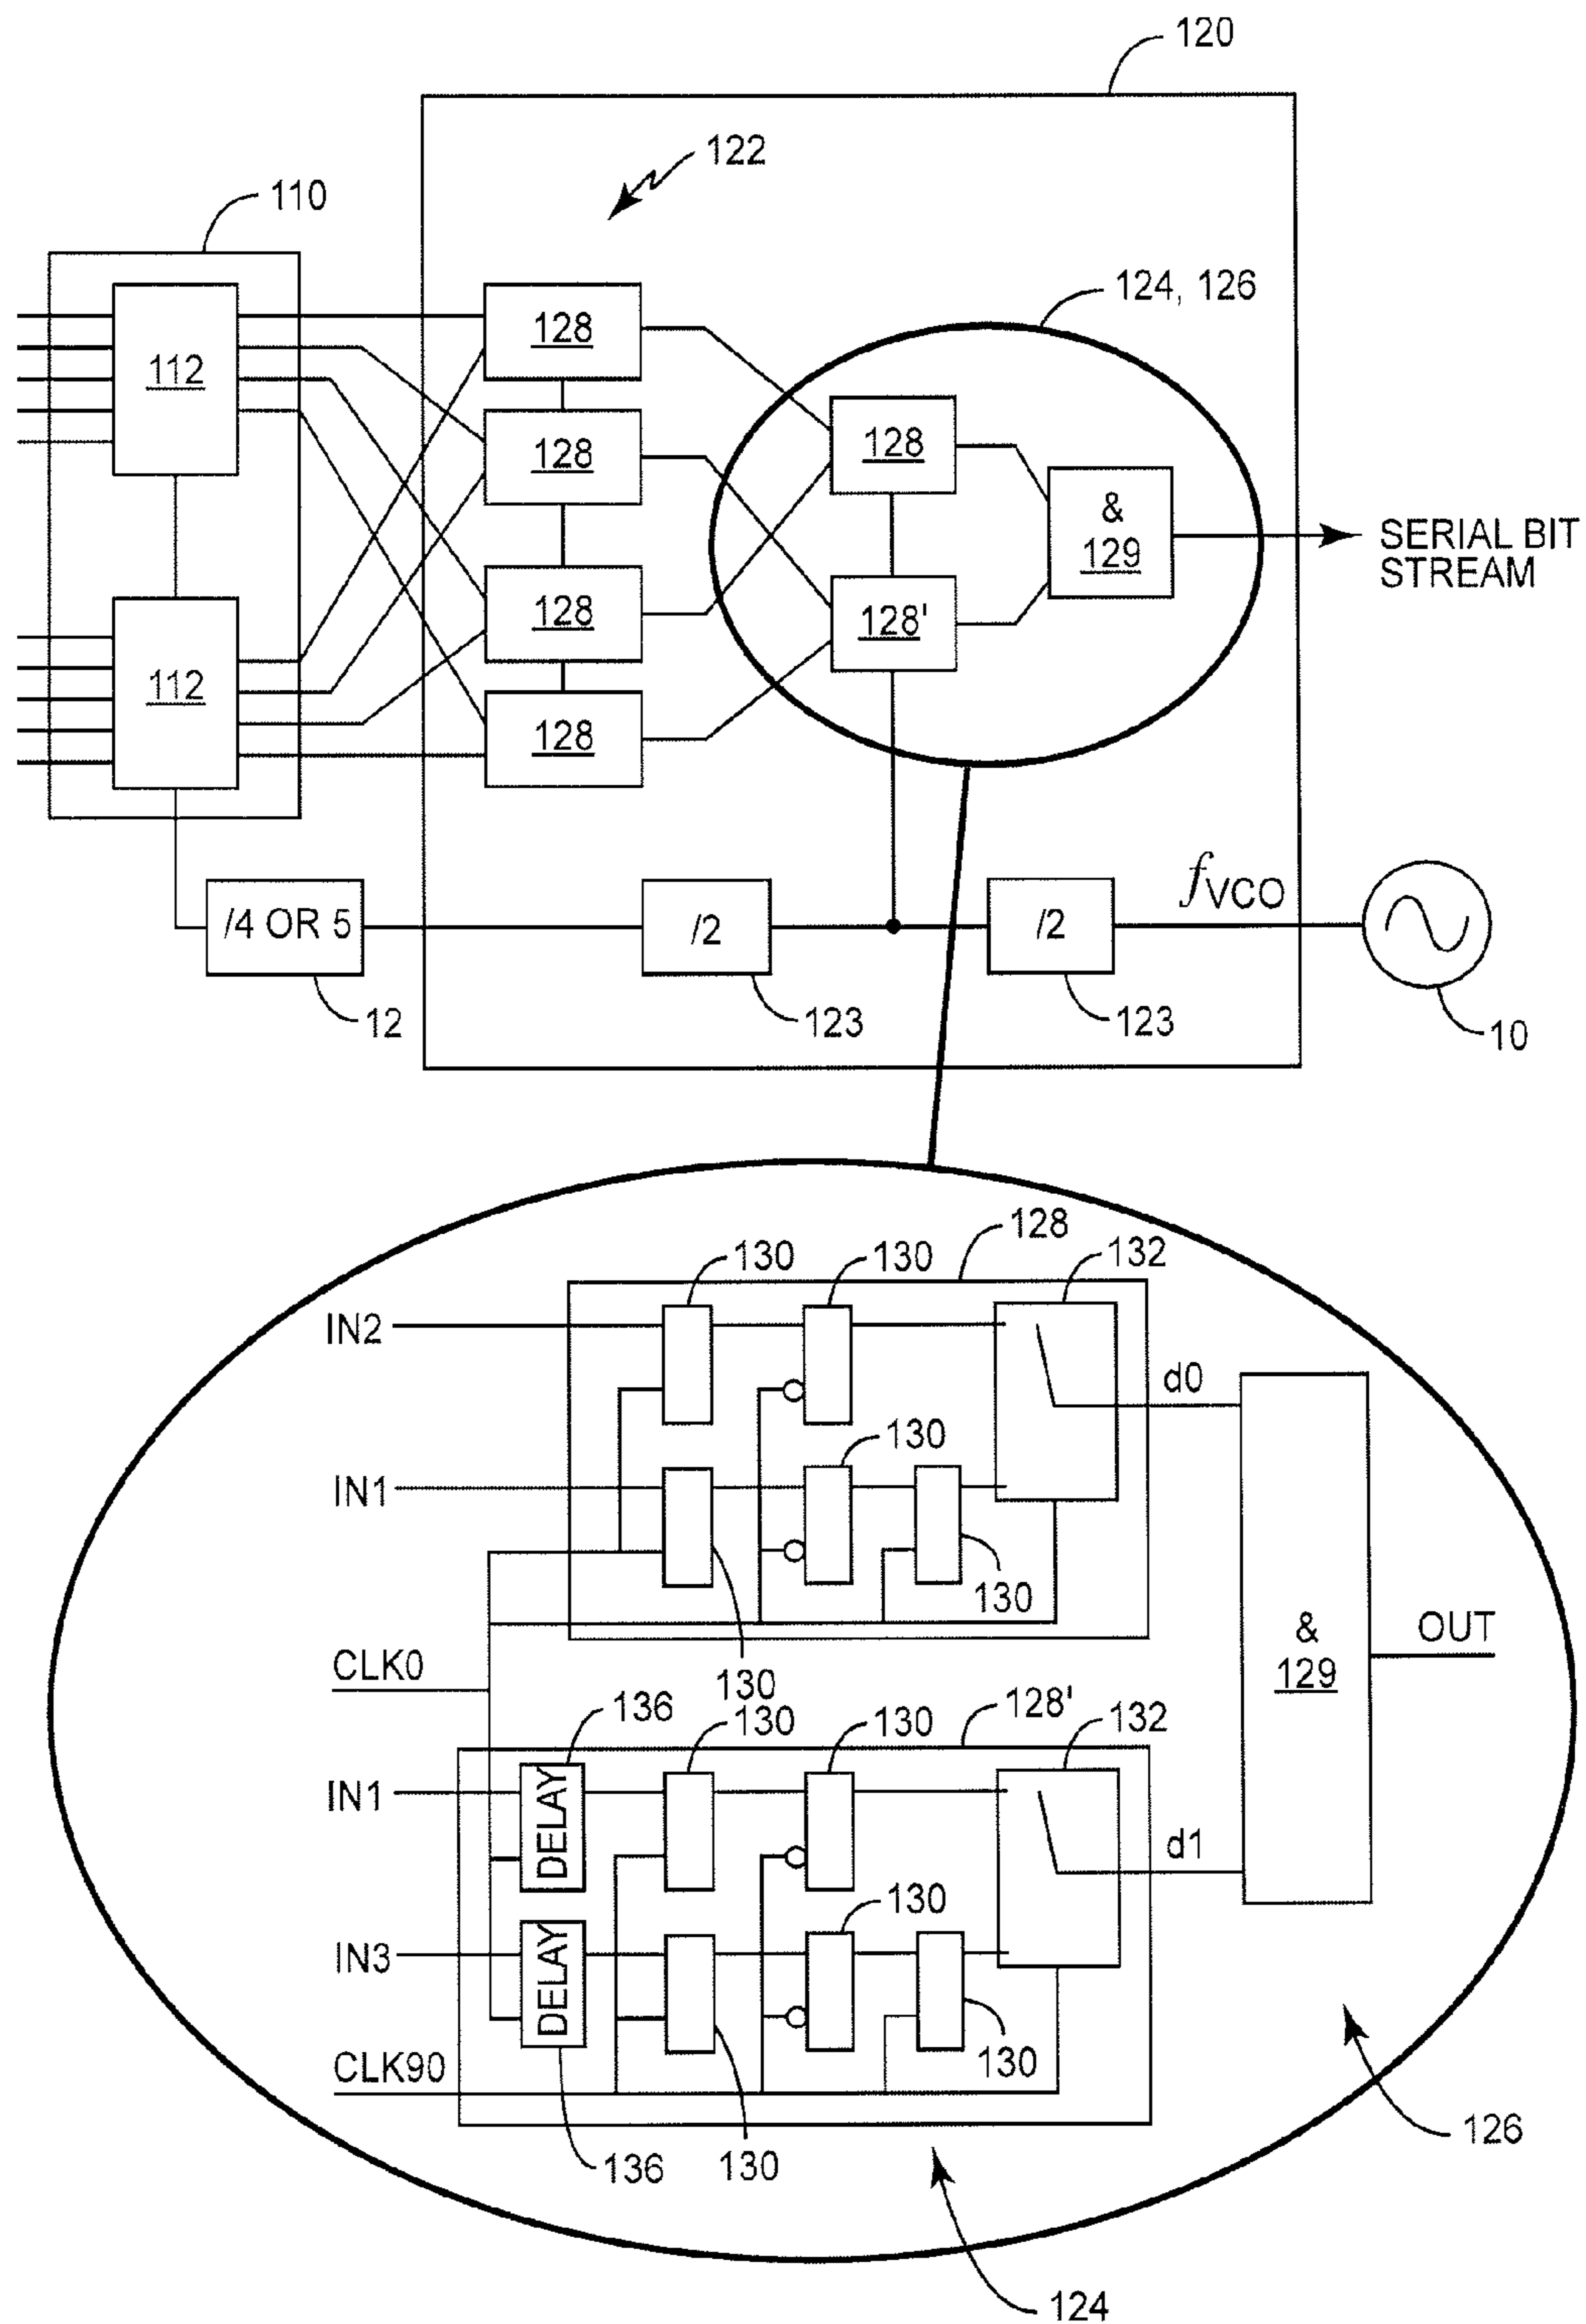 120
122
110
124, 126
112
128
128
128
&
129
SERIAL BIT
STREAM
128
128'
112
128
fVCO
/4 OR 5
/2
/2
12
123
123
10
128
130
130
132
IN2
d0
130
IN1
130
&
129
OUT
CLK0
130
136
130
130
128'
132
IN1
DELAY
d1
130
IN3
DELAY
130
CLK90
136
130
126
124